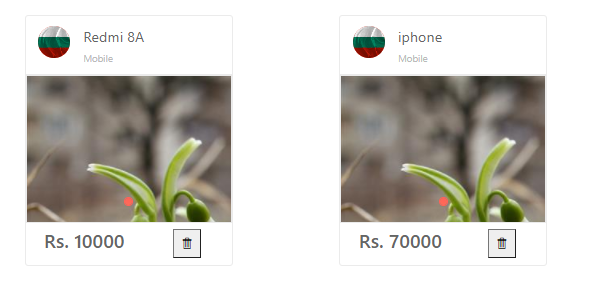 Redmi 8A
Mobile
Rs. 10000
iphone
Mobile
Rs. 70000